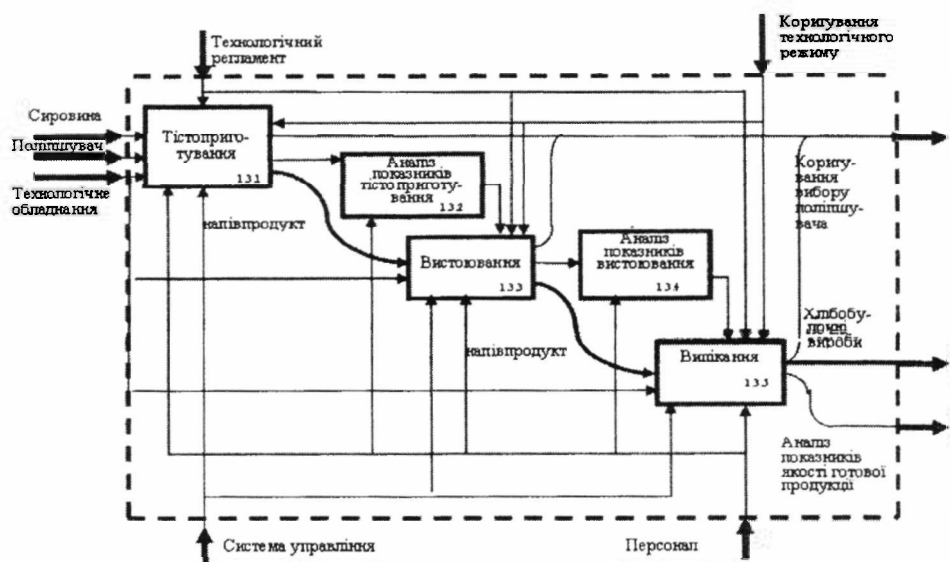 Коригування
технологічного
режиму
Технологічний
регламент
Сировина
Поліпшувач
Технологічне
обладнання
Тістоприго-
тування
131
Аналіз
показників
тістоприготу-
вання
132
Коригу-
вання
вибору
поліпшу-
вача
напівпродукт
Вистоювання
133
Аналіз
показників
вистоювання
134
Хлібобу-
лочні
вироби
напівпродукт
Випікання
135
Аналіз
показників
якості готової
продукції
Система управління
Персонал